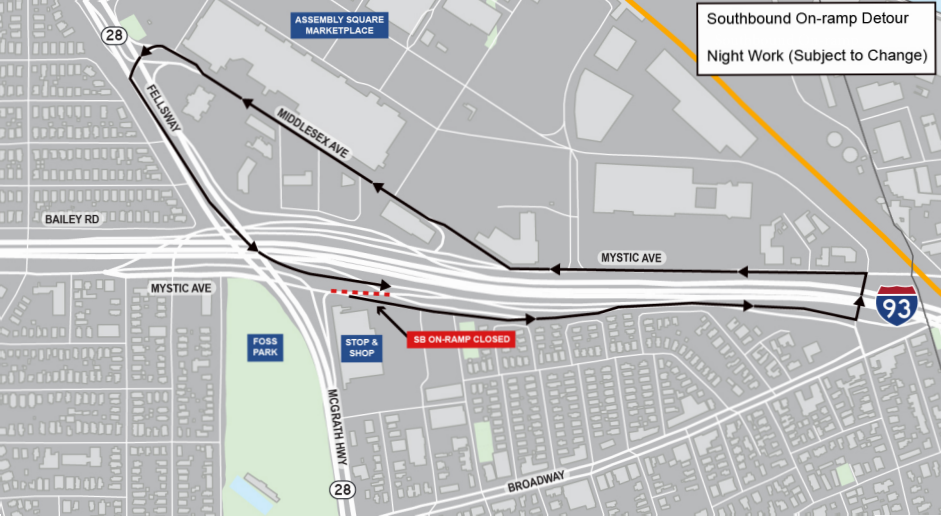 Southbound On-ramp Detour
Night Work (Subject to Change)
ASSEMBLY SQUARE
MARKETPLACE
28
FELLSWAY
MIDDLESEX AVE
BAILEY RD
MYSTIC AVE
MYSTIC AVE
93
FOSS
PARK
STOP &
SHOP
SB ON-RAMP CLOSED
MCGRATH HWY
BROADWAY
28